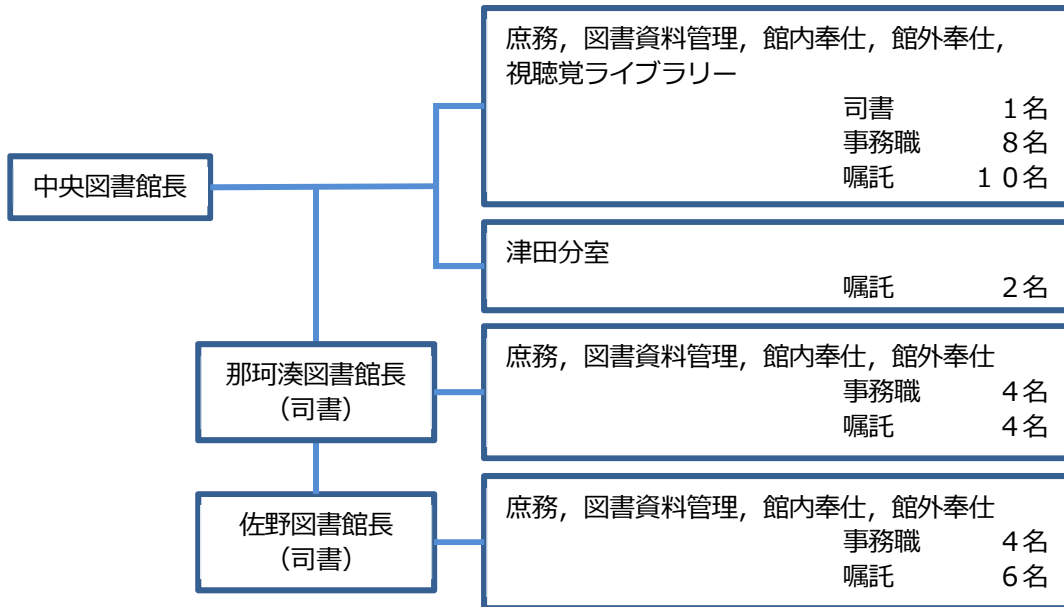 中央図書館長
庶務，図書資料管理，館内奉仕，館外奉仕，
視聴覚ライブラリー
司書　　　１名
事務職　　８名
嘱託　　１０名
津田分室
嘱託　　　２名
那珂湊図書館長
（司書）
庶務，図書資料管理，館内奉仕，館外奉仕
事務職　　４名
嘱託　　　４名
佐野図書館長
（司書）
庶務，図書資料管理，館内奉仕，館外奉仕
事務職　　４名
嘱託　　　６名